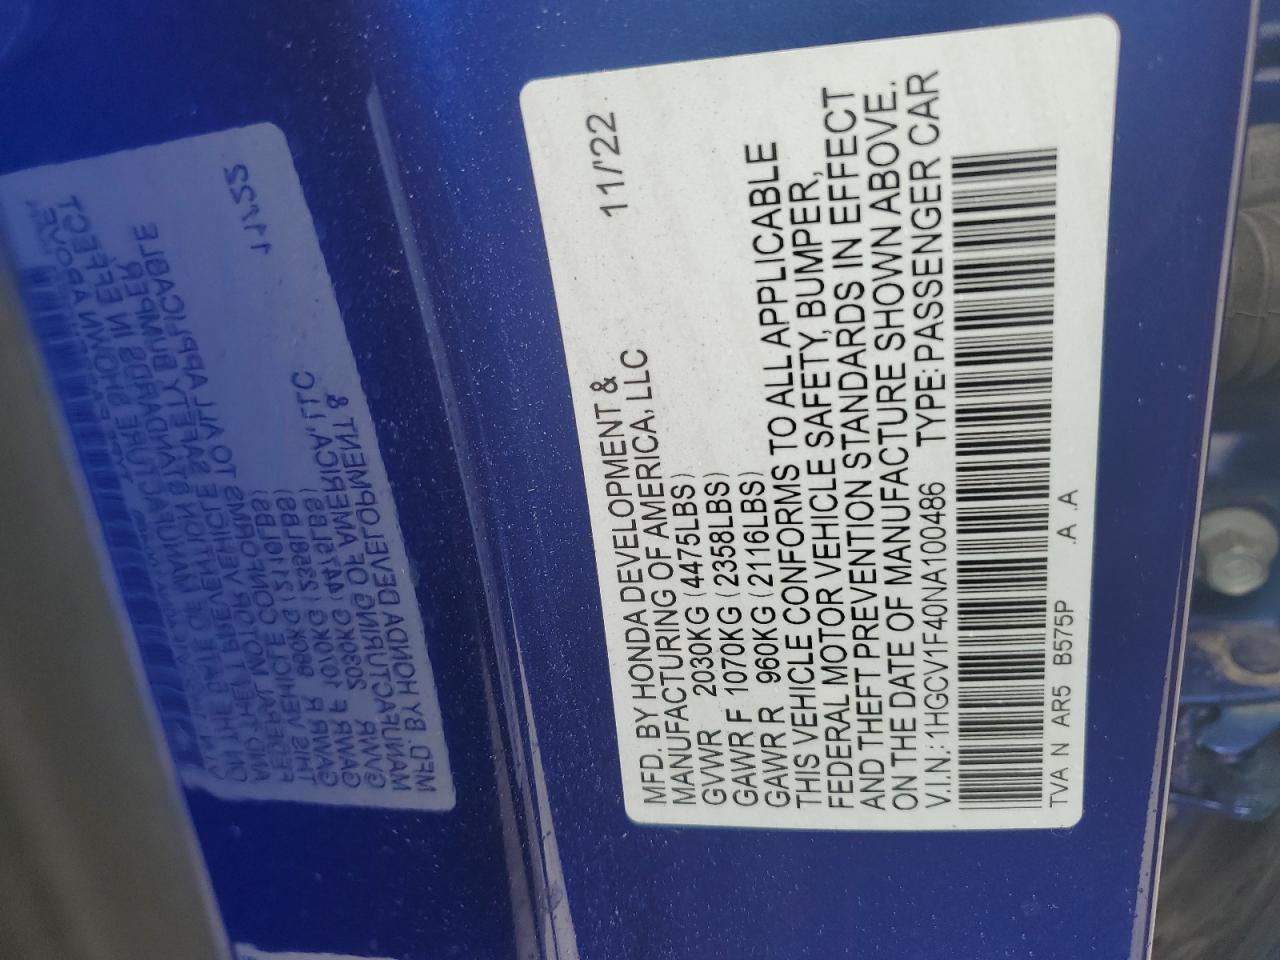 MFD. BY HONDA DEVELOPMENT &
MANUFACTURING OF AMERICA, LLC 11/'22
GVWR 2030KG (4475LBS)
GAWR F 1070KG (2358LBS)
GAWR R 960KG (2116LBS)
THIS VEHICLE CONFORMS TO ALL APPLICABLE
FEDERAL MOTOR VEHICLE SAFETY, BUMPER,
AND THEFT PREVENTION STANDARDS IN EFFECT
ON THE DATE OF MANUFACTURE SHOWN ABOVE.
V.I.N.: 1HGCV1F40NA100486 TYPE: PASSENGER CAR
TVA N AR5 B575P .A .A